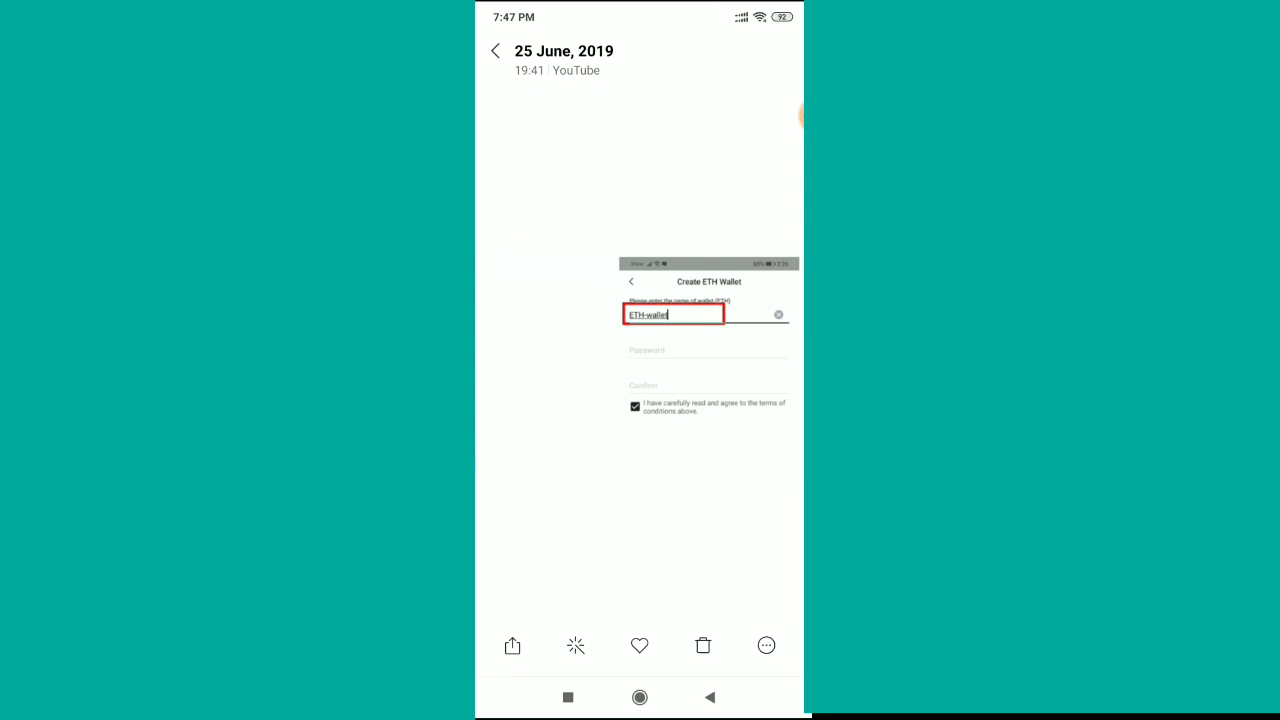 7:47 PM
92
25 June, 2019
19:41 | YouTube
Create ETH Wallet
Please enter the name of wallet (ETH)
ETH-wallet
Password
Confirm
I have carefully read and agree to the terms of
conditions above.